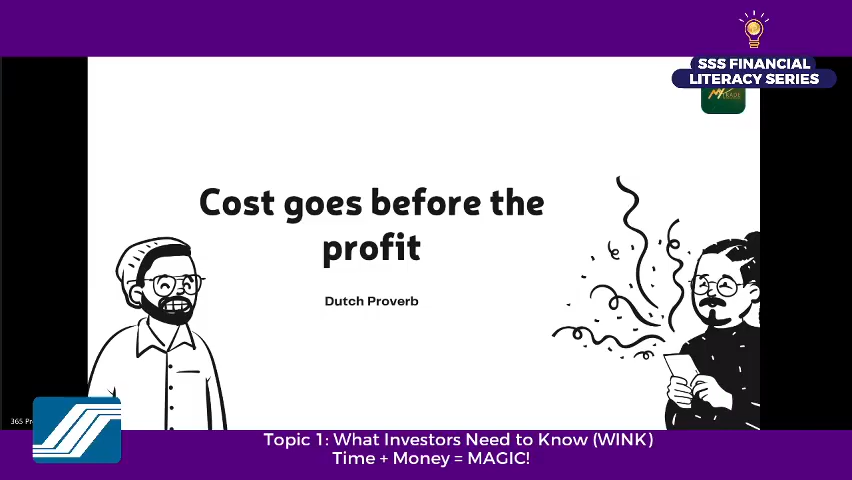 SSS FINANCIAL
LITERACY SERIES
Cost goes before the
profit
Dutch Proverb
365
Topic 1: What Investors Need to Know (WINK)
Time + Money = MAGIC!